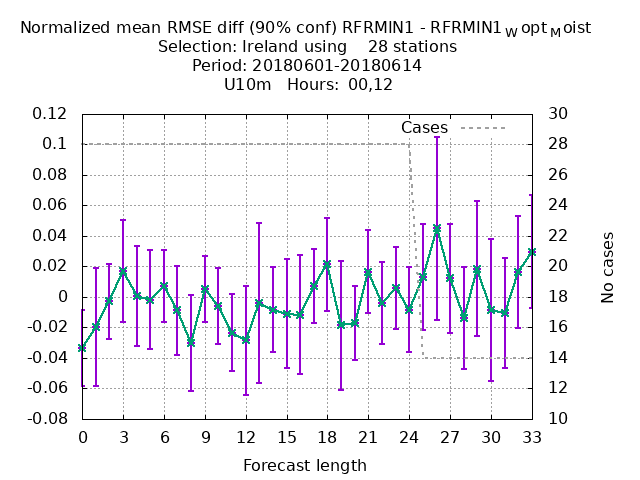 Normalized mean RMSE diff (90% conf) RFRMIN1 - RFRMIN1WoptMoist
Selection: Ireland using 28 stations
Period: 20180601-20180614
U10m Hours: 00,12
Cases
0.12
0.1
0.08
0.06
0.04
0.02
0
-0.02
-0.04
-0.06
-0.08
30
28
26
24
22
20
18
16
14
12
10
No cases
0 3 6 9 12 15 18 21 24 27 30 33
Forecast length